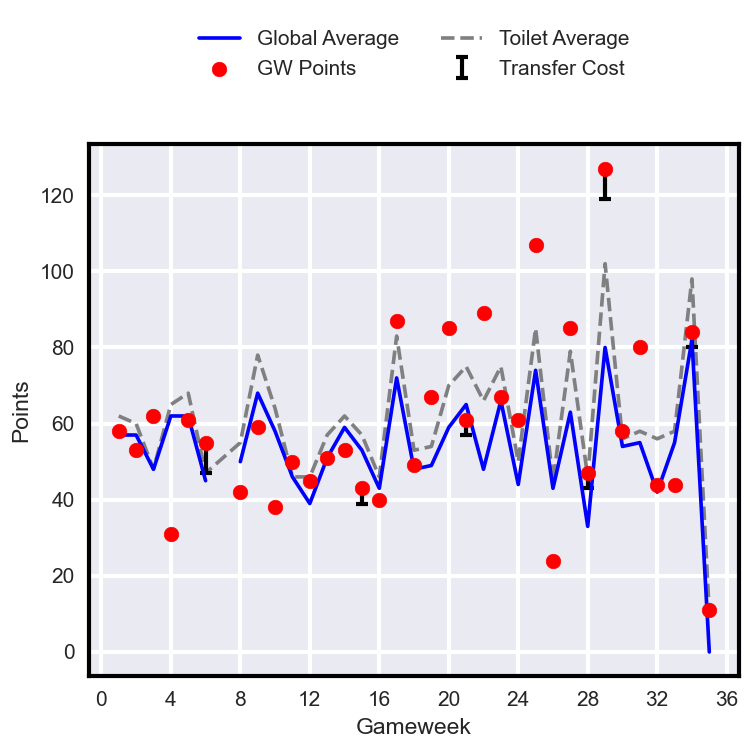 Global Average
Toilet Average
GW Points
Transfer Cost
Points
120
100
80
60
40
20
0
0 4 8 12 16 20 24 28 32 36
Gameweek